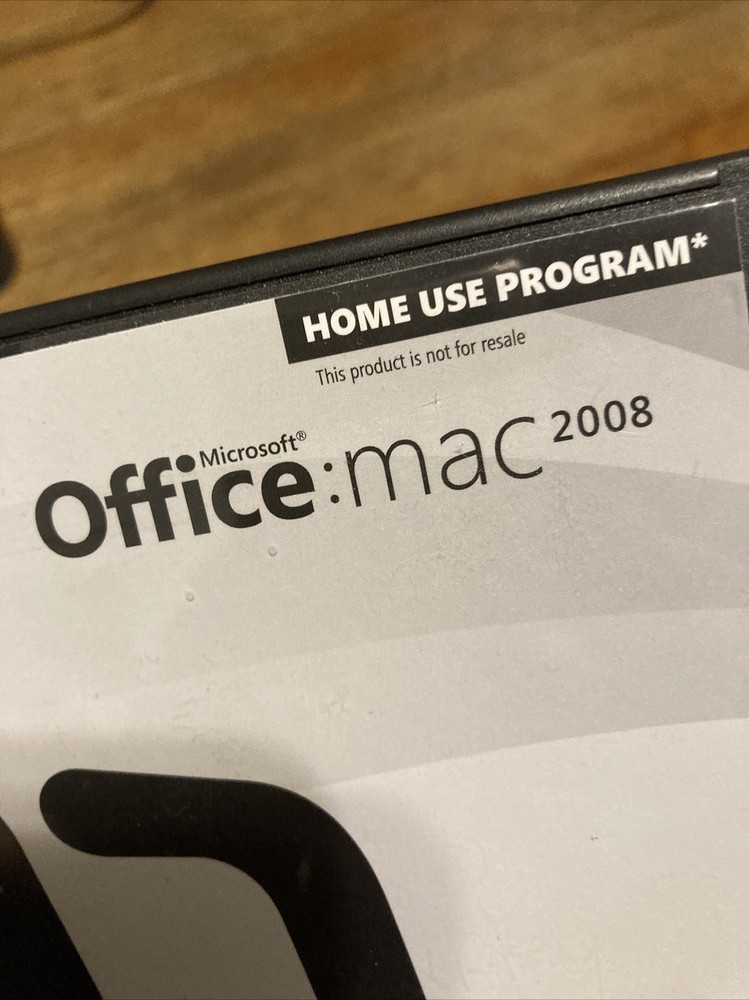 HOME USE PROGRAM*
This product is not for resale
Microsoft®
Office:mac 2008